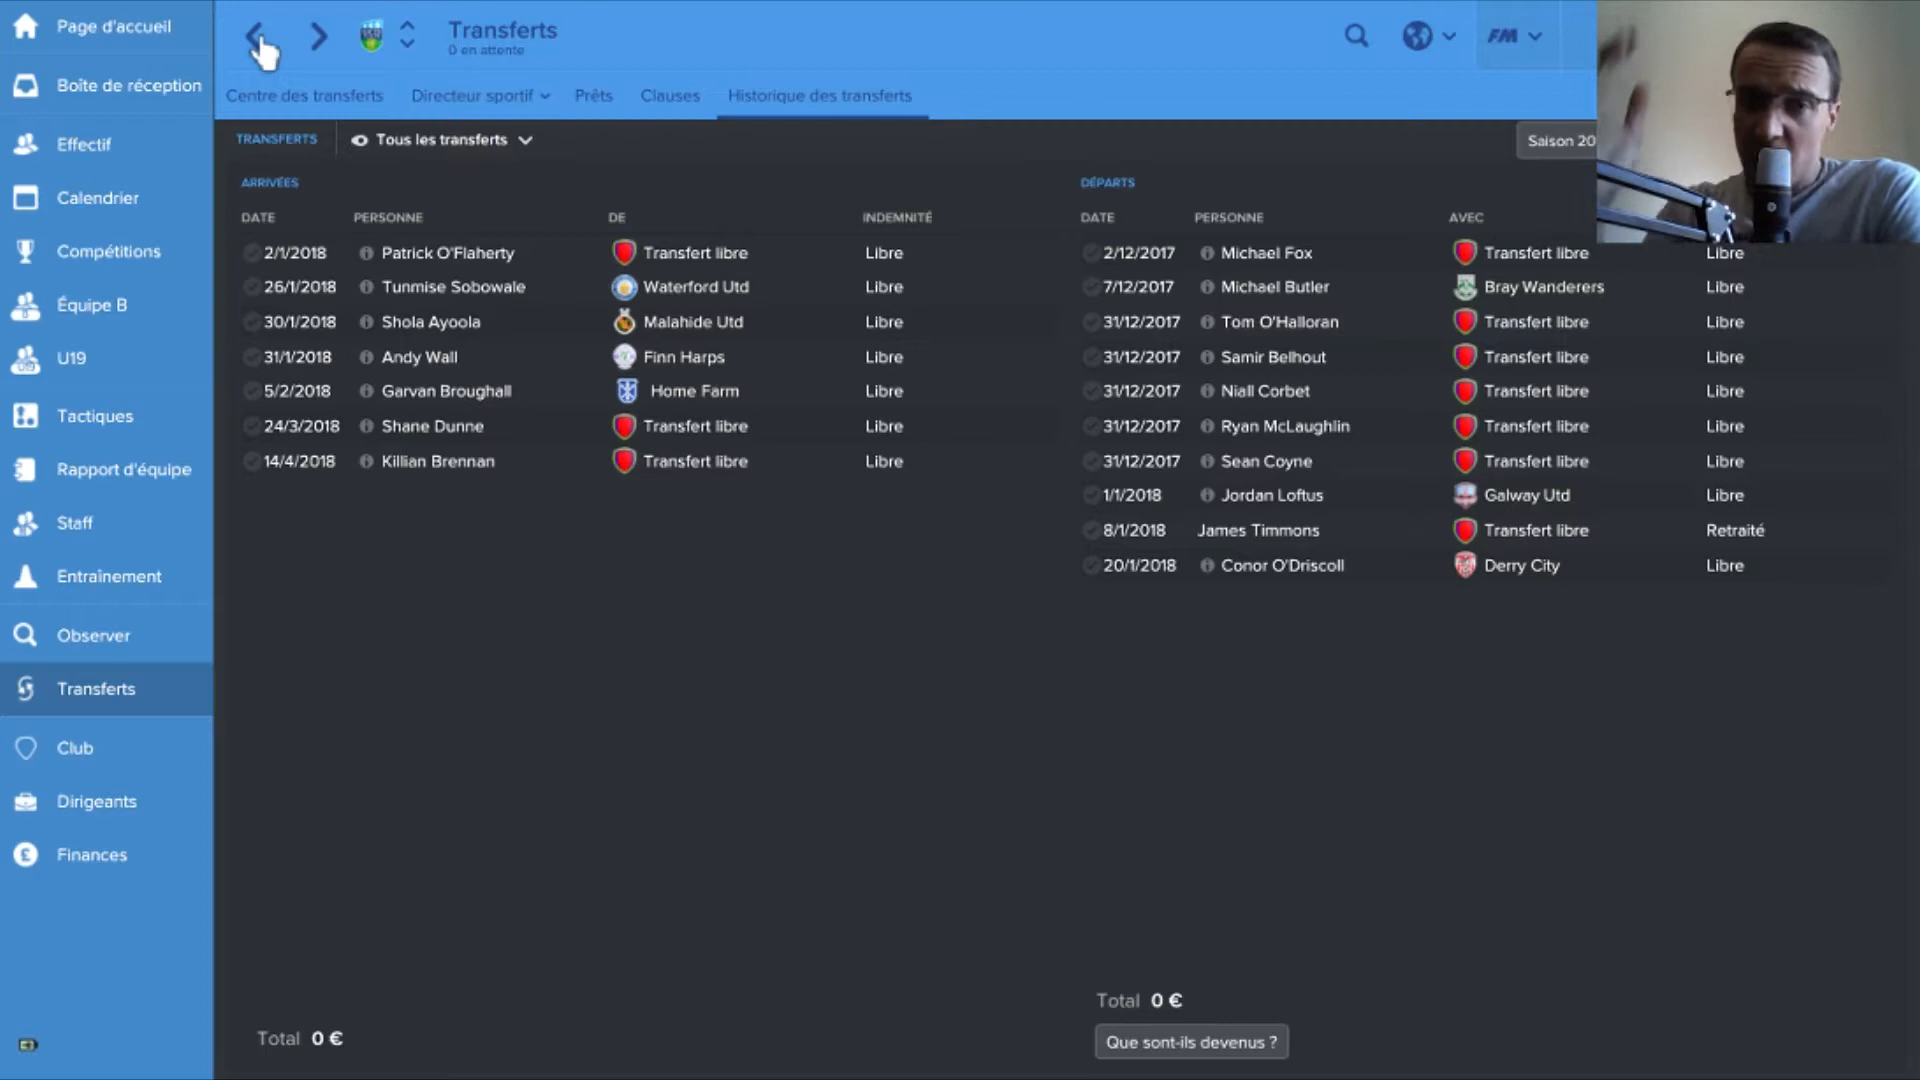 Page d'accueil
Boîte de réception
Effectif
Calendrier
Compétitions
Équipe B
U19
Tactiques
Rapport d'équipe
Staff
Entraînement
Observer
Transferts
Club
Dirigeants
Finances
Transferts
0 en attente
FM
Centre des transferts Directeur sportif Prêts Clauses Historique des transferts
TRANSFERTS Tous les transferts Saison 20
ARRIVÉES
DATE PERSONNE DE INDEMNITÉ
2/1/2018 Patrick O'Flaherty Transfert libre Libre
26/1/2018 Tunmise Sobowale Waterford Utd Libre
30/1/2018 Shola Ayoola Malahide Utd Libre
31/1/2018 Andy Wall Finn Harps Libre
5/2/2018 Garvan Broughall Home Farm Libre
24/3/2018 Shane Dunne Transfert libre Libre
14/4/2018 Killian Brennan Transfert libre Libre
Total 0 €
DÉPARTS
DATE PERSONNE AVEC
2/12/2017 Michael Fox Transfert libre Libre
7/12/2017 Michael Butler Bray Wanderers Libre
31/12/2017 Tom O'Halloran Transfert libre Libre
31/12/2017 Samir Belhout Transfert libre Libre
31/12/2017 Niall Corbet Transfert libre Libre
31/12/2017 Ryan McLaughlin Transfert libre Libre
31/12/2017 Sean Coyne Transfert libre Libre
1/1/2018 Jordan Loftus Galway Utd Libre
8/1/2018 James Timmons Transfert libre Retraité
20/1/2018 Conor O'Driscoll Derry City Libre
Total 0 €
Que sont-ils devenus ?